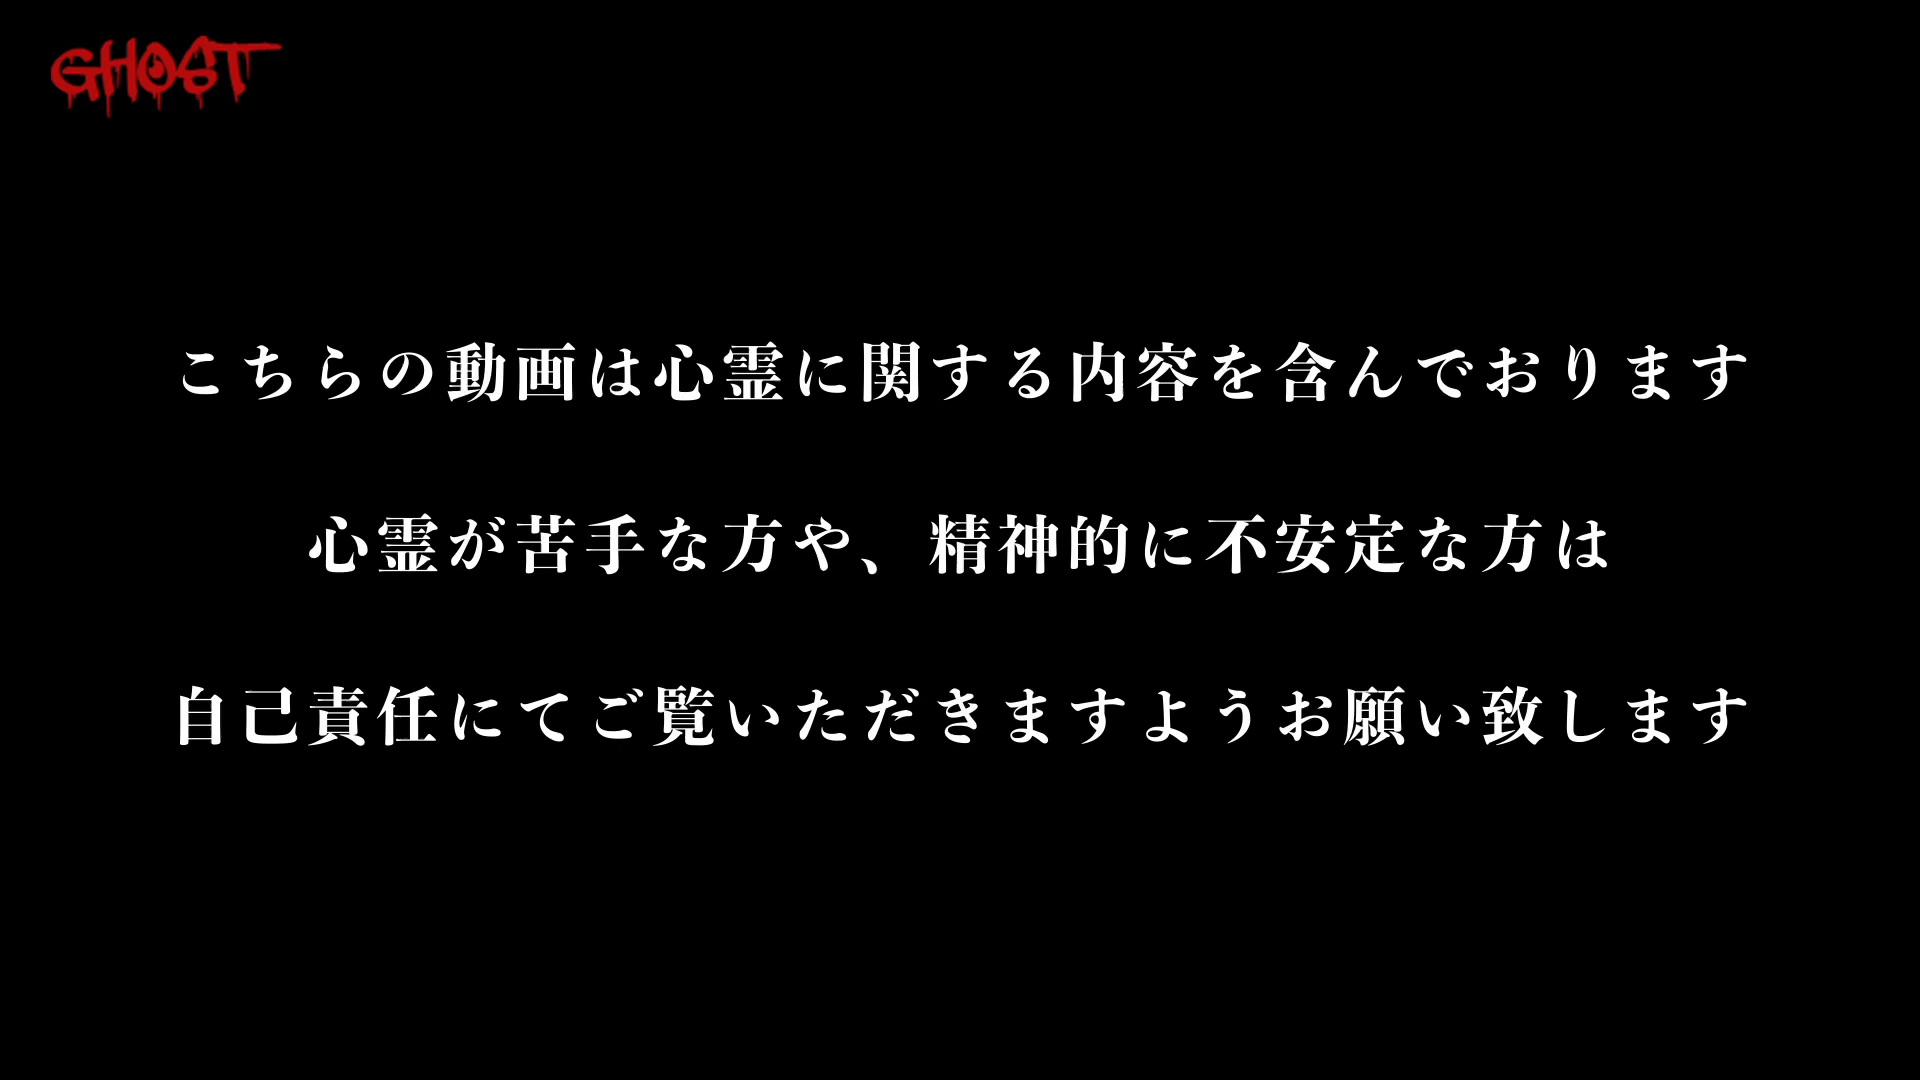 GHOST
こちらの動画は心霊に関する内容を含んでおります
心霊が苦手な方や、精神的に不安定な方は
自己責任にてご覧いただきますようお願い致します